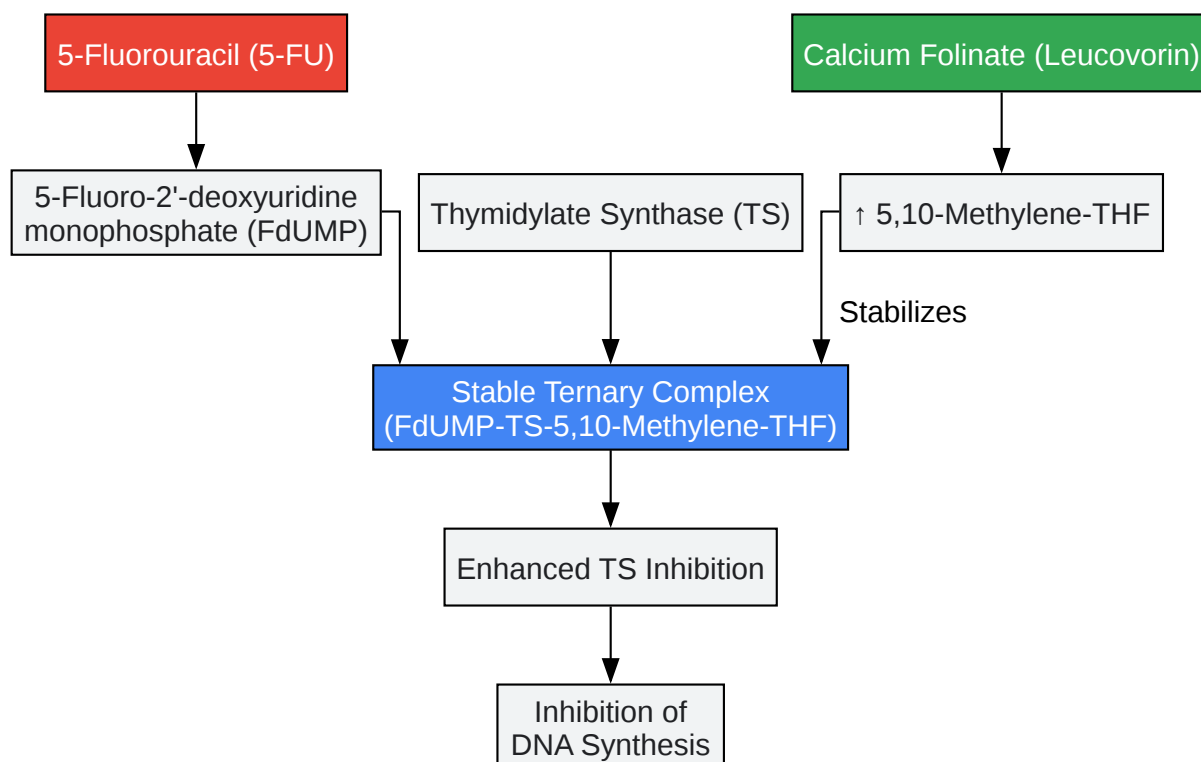 5-Fluorouracil (5-FU)
Calcium Folinate (Leucovorin)
5-Fluoro-2'-deoxyuridine
monophosphate (FdUMP)
Thymidylate Synthase (TS)
↑ 5,10-Methylene-THF
Stabilizes
Stable Ternary Complex
(FdUMP-TS-5,10-Methylene-THF)
Enhanced TS Inhibition
Inhibition of
DNA Synthesis